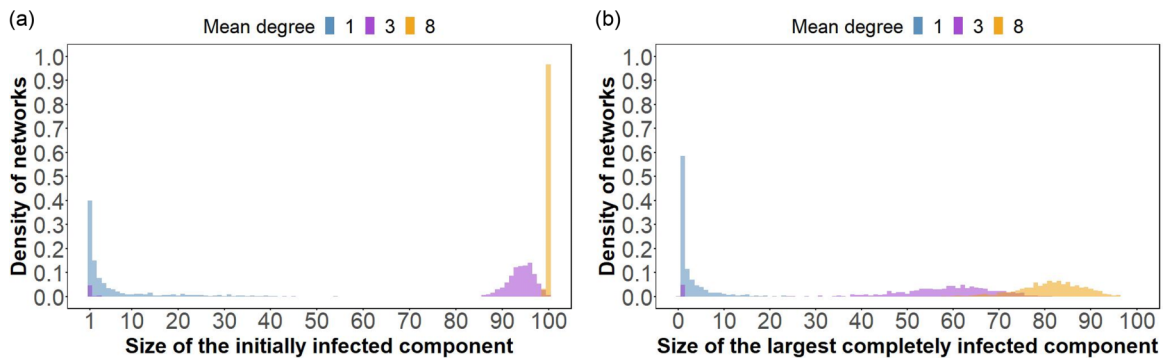 (a)
Mean degree 1 3 8
Density of networks
1.0
0.9
0.8
0.7
0.6
0.5
0.4
0.3
0.2
0.1
0.0
1 10 20 30 40 50 60 70 80 90 100
Size of the initially infected component
(b)
Mean degree 1 3 8
Density of networks
1.0
0.9
0.8
0.7
0.6
0.5
0.4
0.3
0.2
0.1
0.0
0 10 20 30 40 50 60 70 80 90 100
Size of the largest completely infected component